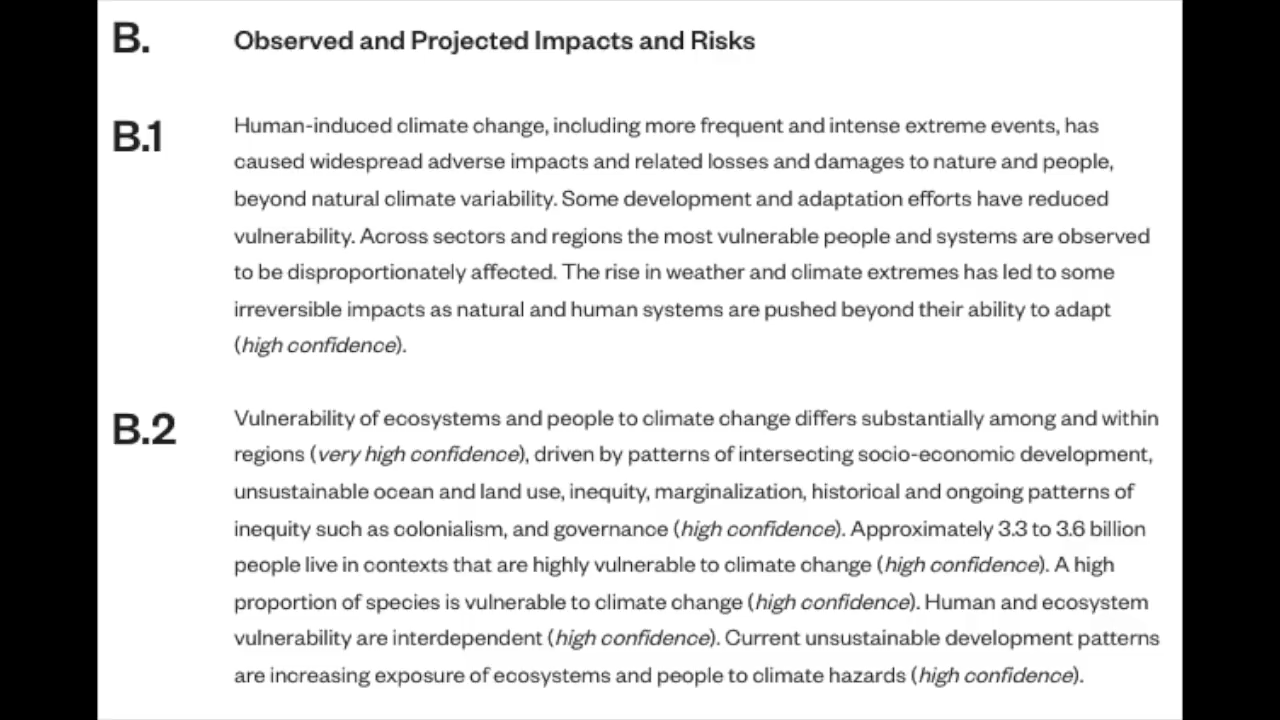 B. Observed and Projected Impacts and Risks
B.1 Human-induced climate change, including more frequent and intense extreme events, has
caused widespread adverse impacts and related losses and damages to nature and people,
beyond natural climate variability. Some development and adaptation efforts have reduced
vulnerability. Across sectors and regions the most vulnerable people and systems are observed
to be disproportionately affected. The rise in weather and climate extremes has led to some
irreversible impacts as natural and human systems are pushed beyond their ability to adapt
(high confidence).
B.2 Vulnerability of ecosystems and people to climate change differs substantially among and within
regions (very high confidence), driven by patterns of intersecting socio-economic development,
unsustainable ocean and land use, inequity, marginalization, historical and ongoing patterns of
inequity such as colonialism, and governance (high confidence). Approximately 3.3 to 3.6 billion
people live in contexts that are highly vulnerable to climate change (high confidence). A high
proportion of species is vulnerable to climate change (high confidence). Human and ecosystem
vulnerability are interdependent (high confidence). Current unsustainable development patterns
are increasing exposure of ecosystems and people to climate hazards (high confidence).